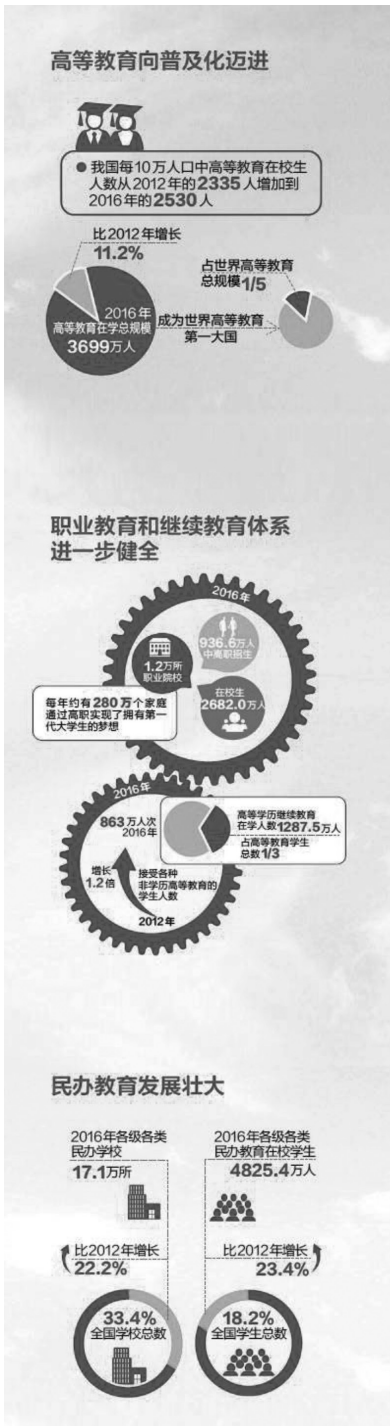 高等教育向普及化迈进
● 我国每10万人口中高等教育在校生
人数从2012年的2335人增加到
2016年的2530人
比2012年增长
11.2%
2016年
高等教育在学总规模
3699万人
占世界高等教育
总规模1/5
成为世界高等教育
第一大国
职业教育和继续教育体系
进一步健全
2016年
936.6万人
中高职招生
1.2万所
职业院校
在校生
2682.0万人
每年约有280万个家庭
通过高职实现了拥有第一
代大学生的梦想
2016年
863万人次
2016年
高等学历继续教育
在学人数1287.5万人
占高等教育学生
总数1/3
增长
1.2倍
接受各种
非学历高等教育的
学生人数
2012年
民办教育发展壮大
2016年各级各类
民办学校
17.1万所
2016年各级各类
民办教育在校学生
4825.4万人
比2012年增长
22.2%
比2012年增长
23.4%
33.4%
全国学校总数
18.2%
全国学生总数